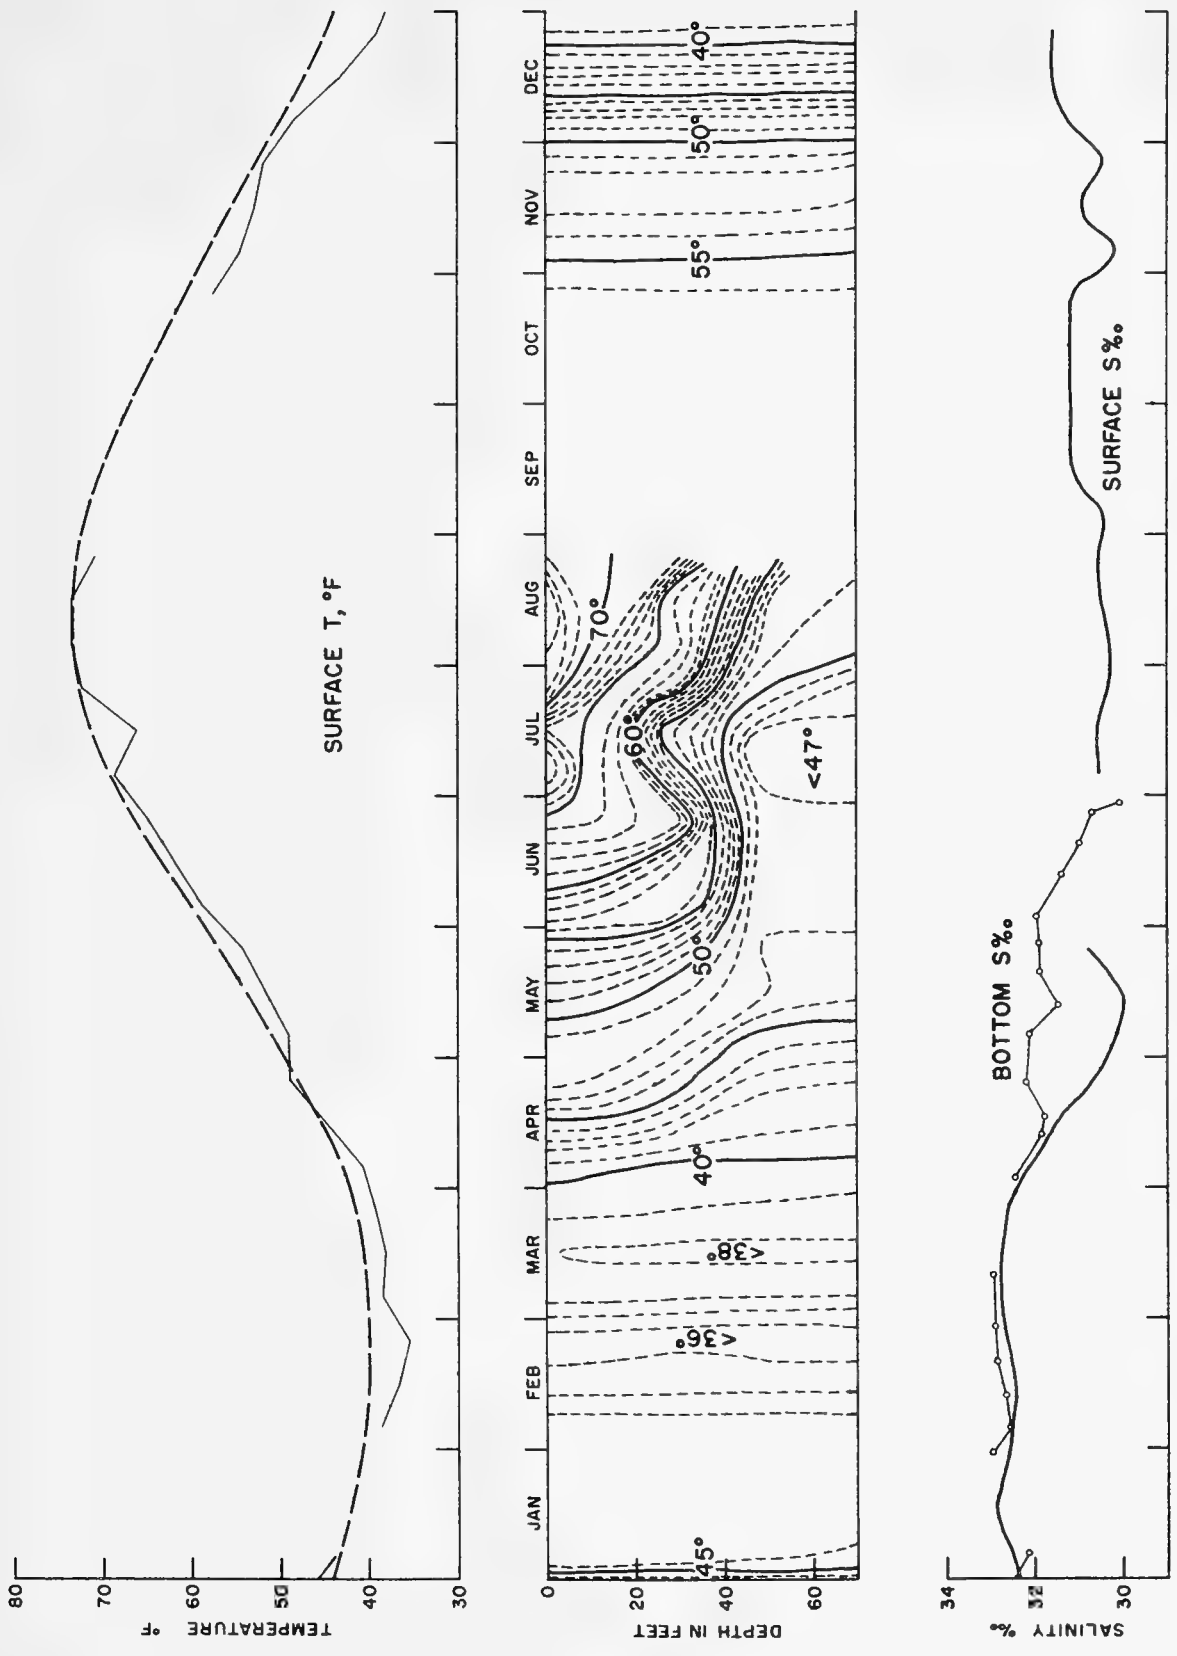 80
70
60
50
40
30
TEMPERATURE °F
SURFACE T, °F
JAN
FEB
MAR
APR
MAY
JUN
JUL
AUG
SEP
OCT
NOV
DEC
0
20
40
60
DEPTH IN FEET
45°
<36°
<38°
40°
50°
60°
<47°
70°
55°
50°
40°
34
32
30
SALINITY ‰
BOTTOM S‰
SURFACE S‰